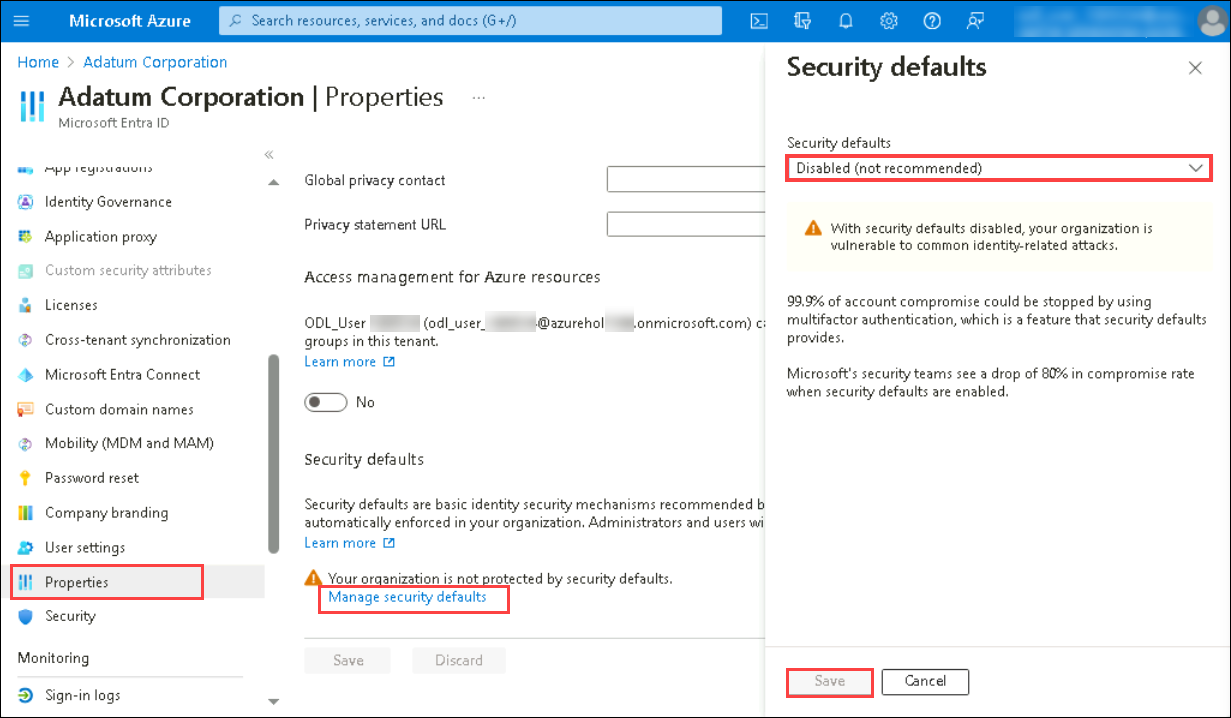 Microsoft Azure
Search resources, services, and docs (G+/)
Home > Adatum Corporation
Adatum Corporation | Properties ...
Microsoft Entra ID
«
App registrations
Identity Governance
Application proxy
Custom security attributes
Licenses
Cross-tenant synchronization
Microsoft Entra Connect
Custom domain names
Mobility (MDM and MAM)
Password reset
Company branding
User settings
Properties
Security
Monitoring
Sign-in logs
Global privacy contact
Privacy statement URL
Access management for Azure resources
ODL_User (odl_user_ @azurehol .onmicrosoft.com) c
groups in this tenant.
Learn more
No
Security defaults
Security defaults are basic identity security mechanisms recommended b
automatically enforced in your organization. Administrators and users wi
Learn more
Your organization is not protected by security defaults.
Manage security defaults
Save Discard
Security defaults
Security defaults
Disabled (not recommended)
With security defaults disabled, your organization is
vulnerable to common identity-related attacks.
99.9% of account compromise could be stopped by using
multifactor authentication, which is a feature that security defaults
provides.
Microsoft's security teams see a drop of 80% in compromise rate
when security defaults are enabled.
Save Cancel